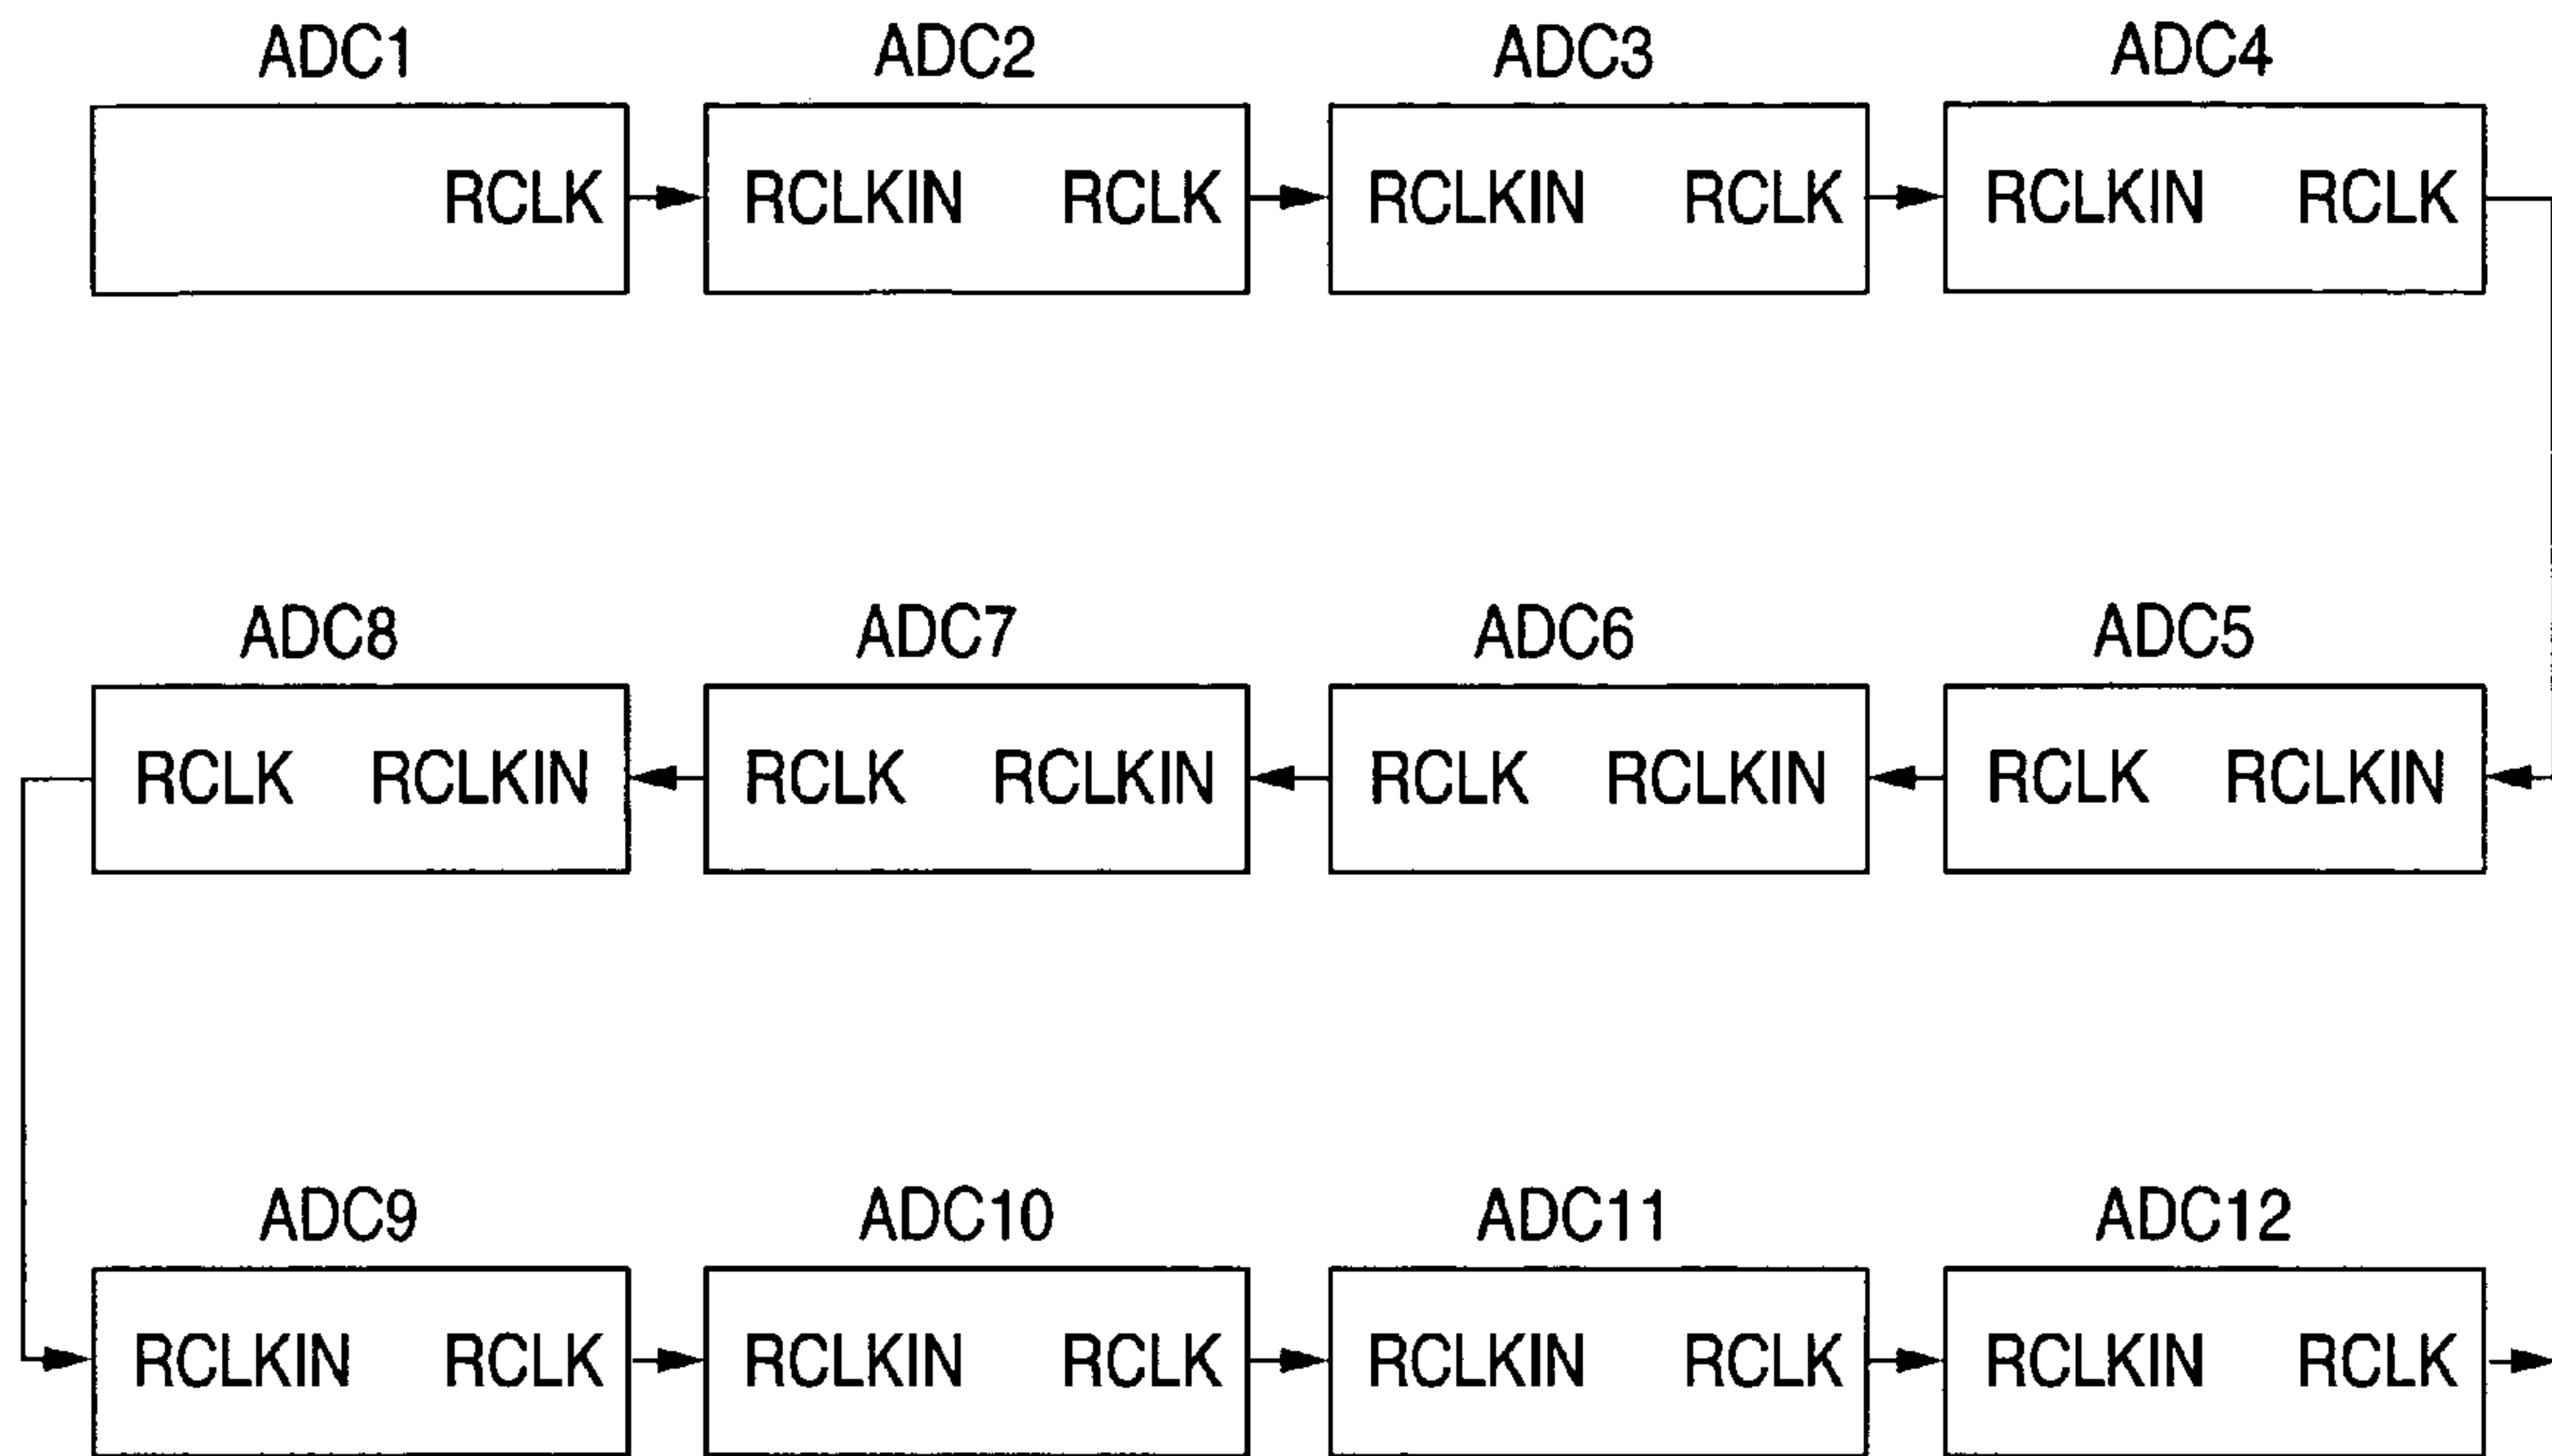 ADC1 ADC2 ADC3 ADC4
RCLK RCLKIN RCLK RCLKIN RCLK RCLKIN RCLK
ADC8 ADC7 ADC6 ADC5
RCLK RCLKIN RCLK RCLKIN RCLK RCLKIN RCLK RCLKIN
ADC9 ADC10 ADC11 ADC12
RCLKIN RCLK RCLKIN RCLK RCLKIN RCLK RCLKIN RCLK